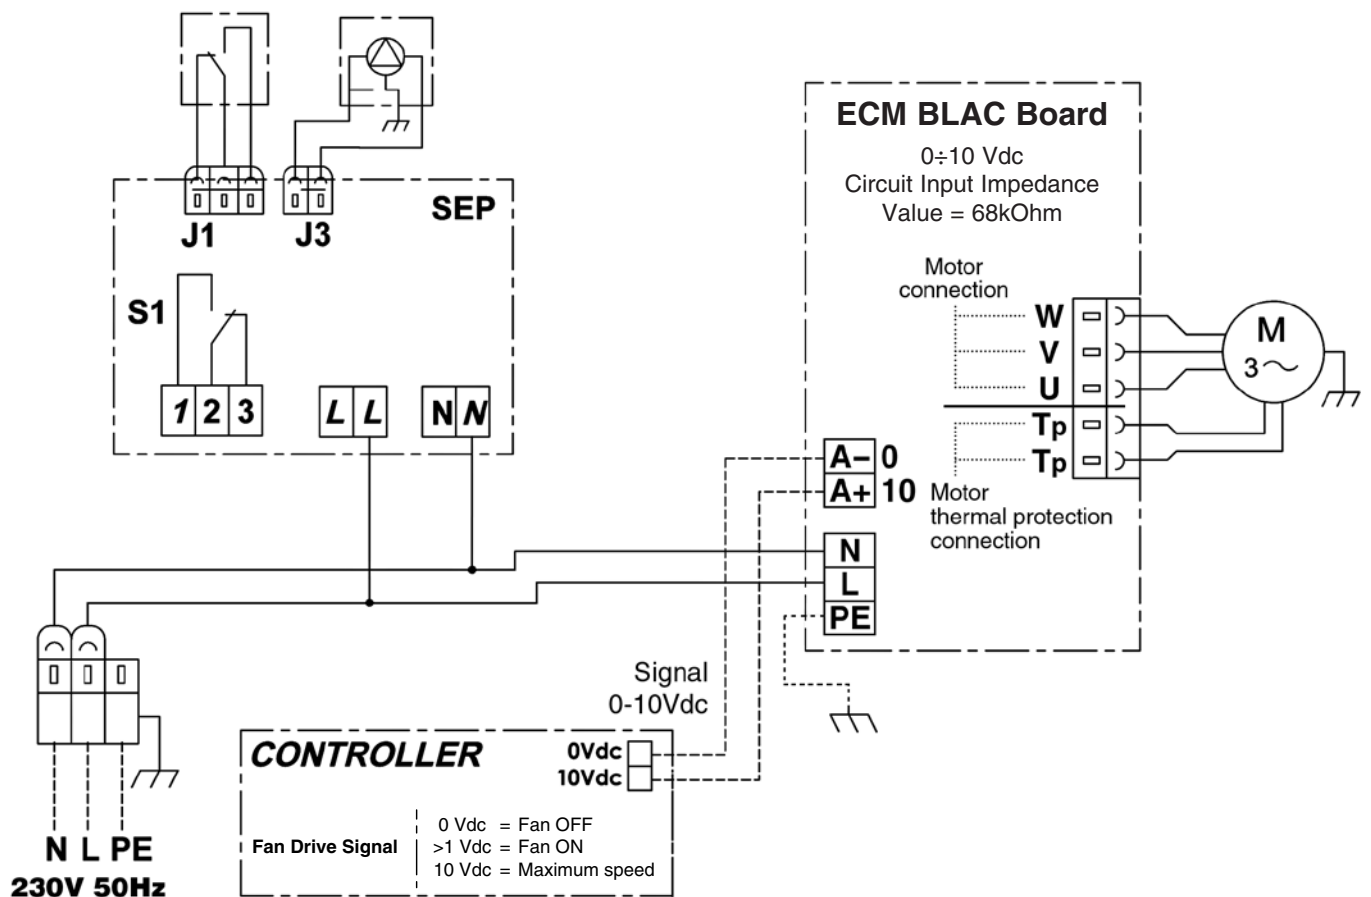 ECM BLAC Board
0÷10 Vdc
Circuit Input Impedance
Value = 68kOhm
SEP
J1 J3
S1
1 2 3
L L
N N
Motor
connection
W
V
U
Tp
Tp
M
3~
A− 0
A+ 10
Motor
thermal protection
connection
N
L
PE
Signal
0-10Vdc
CONTROLLER
0Vdc
10Vdc
Fan Drive Signal
0 Vdc = Fan OFF
>1 Vdc = Fan ON
10 Vdc = Maximum speed
N L PE
230V 50Hz